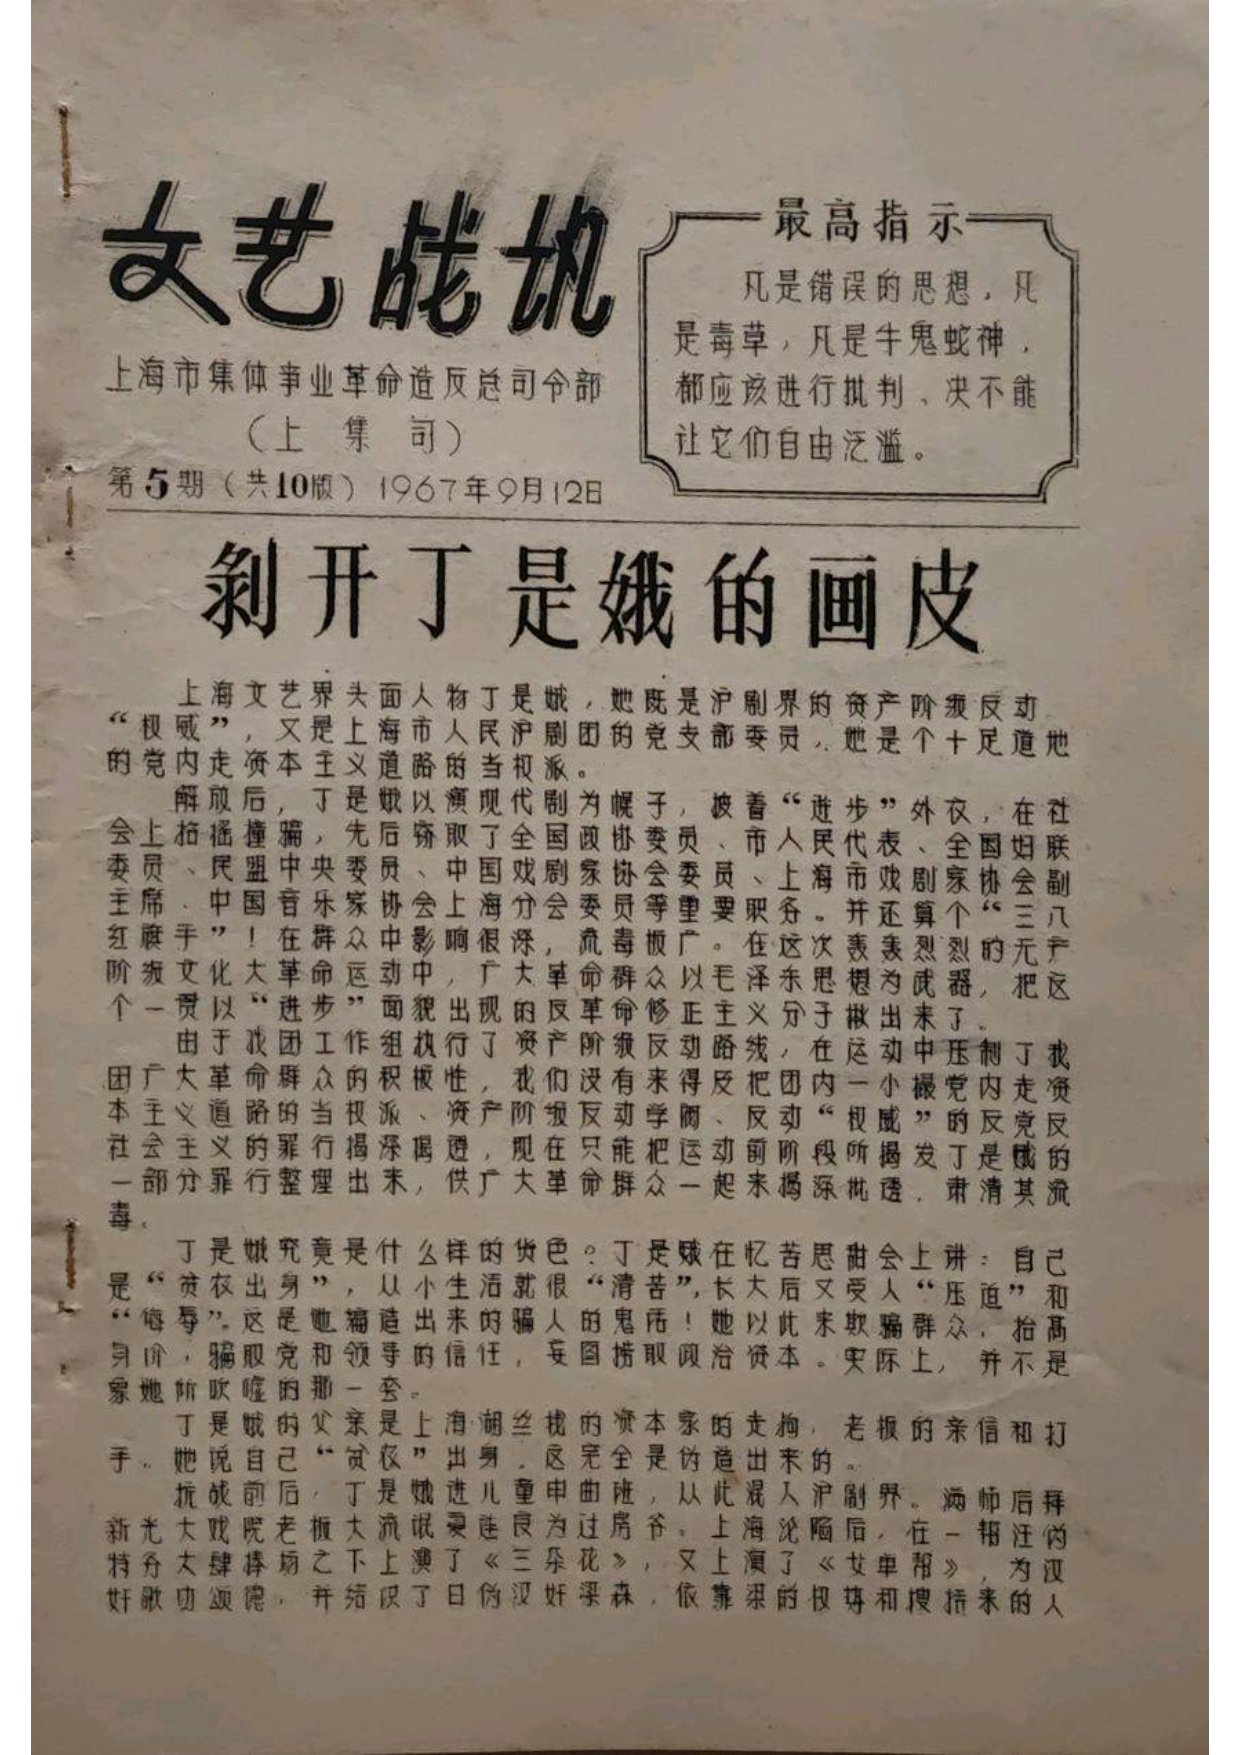 文艺战讯
上海市集体事业革命造反总司令部
（上集司）
第5期（共10版）1967年9月12日
最高指示
凡是错误的思想，凡
是毒草，凡是牛鬼蛇神，
都应该进行批判、决不能
让它们自由泛滥。
剥开丁是娥的画皮
上海文艺界头面人物丁是娥，她既是沪剧界的资产阶级反动
“权威”，又是上海市人民沪剧团的党支部委员，她是个十足道地
的党内走资本主义道路的当权派。
解放后，丁是娥以演现代剧为幌子，披着“进步”外衣，在社
会上招摇撞骗，先后窃取了全国政协委员、市人民代表、全国妇联
委员、民盟中央委员、中国戏剧家协会委员、上海市戏剧家协会副
主席、中国音乐家协会上海分会委员等重要职务。并还算个“三八
红旗手”！在群众中影响很深，流毒极广。在这次轰轰烈烈的无产
阶级文化大革命运动中，广大革命群众以毛泽东思想为武器，把这
个一贯以“进步”面貌出现的反革命修正主义分子揪出来了。
由于我团工作组执行了资产阶级反动路线，在运动中压制了我
团广大革命群众的积极性，我们没有来得及把团内一小撮党内走资
本主义道路的当权派、资产阶级反动学阀、反动“权威”的反党反
社会主义的罪行揭深揭透，现在只能把运动前阶段所揭发丁是娥的
一部分罪行整理出来，供广大革命群众一起来揭深批透，肃清其流
毒。
丁是娥究竟是什么样的货色？丁是娥在忆苦思甜会上讲：自己
是“贫农出身”，从小生活就很“清苦”，长大后又受人“压迫”和
“侮辱”。这是她编造出来的骗人的鬼话！她以此来欺骗群众，抬高
身价，骗取党和领导的信任，妄图捞取政治资本。实际上，并不是
象她所吹嘘的那一套。
丁是娥的父亲是上海湖丝栈的资本家的走狗，老板的亲信和打
手。她说自己“贫农”出身，这完全是伪造出来的。
抗战前后，丁是娥进儿童申曲班，从此混入沪剧界。满师后拜
新光大戏院老板大流氓夏连良为过房爷。上海沦陷后，在一帮汪伪
特务大肆捧场之下上演了《三朵花》，又上演了《女单帮》，为汉
奸歌功颂德，并结识了日伪汉奸梁森，依靠梁的权势和搜括来的人